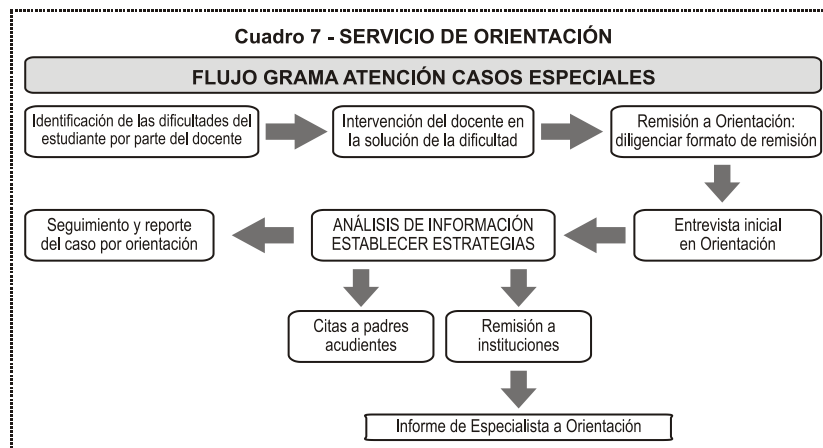 Cuadro 7 - SERVICIO DE ORIENTACIÓN
FLUJO GRAMA ATENCIÓN CASOS ESPECIALES
Identificación de las dificultades del
estudiante por parte del docente
Intervención del docente en
la solución de la dificultad
Remisión a Orientación:
diligenciar formato de remisión
Entrevista inicial
en Orientación
ANÁLISIS DE INFORMACIÓN
ESTABLECER ESTRATEGIAS
Seguimiento y reporte
del caso por orientación
Citas a padres
acudientes
Remisión a
instituciones
Informe de Especialista a Orientación